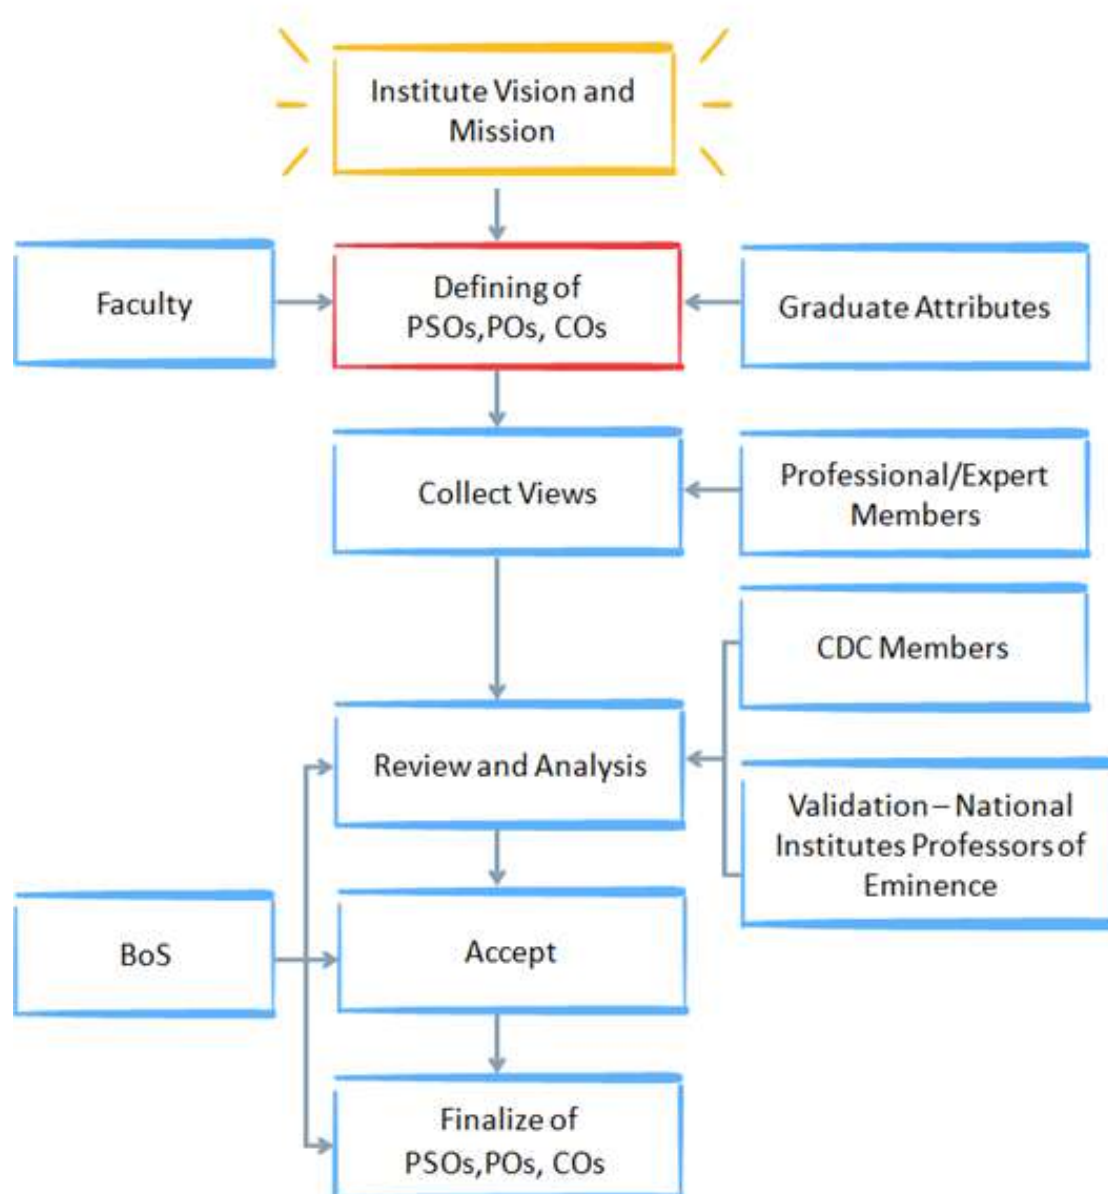 Institute Vision and
Mission
Faculty
Defining of
PSOs,POs, COs
Graduate Attributes
Collect Views
Professional/Expert
Members
CDC Members
Review and Analysis
Validation – National
Institutes Professors of
Eminence
BoS
Accept
Finalize of
PSOs,POs, COs